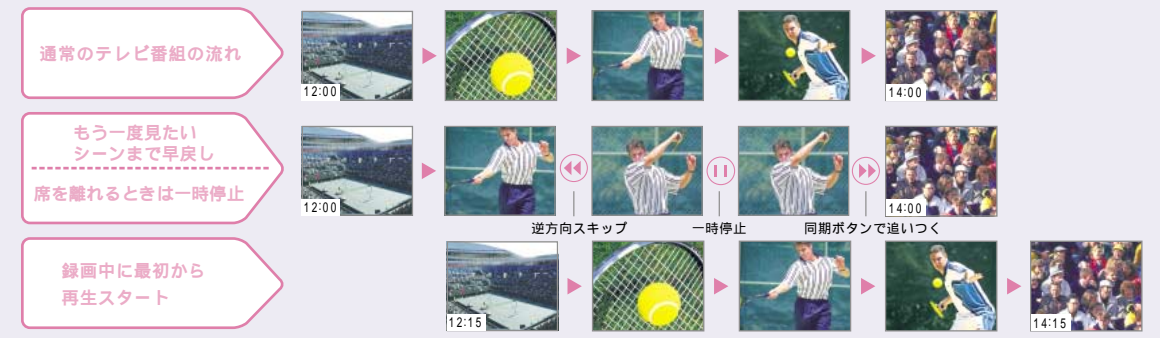 通常のテレビ番組の流れ
12:00
14:00
もう一度見たい
シーンまで早戻し
席を離れるときは一時停止
12:00
14:00
逆方向スキップ
一時停止
同期ボタンで追いつく
録画中に最初から
再生スタート
12:15
14:15